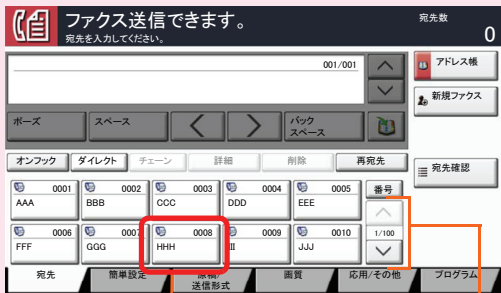 ファクス送信できます。
宛先を入力してください。
宛先数
0
001/001
アドレス帳
新規ファクス
ポーズ
スペース
バック
スペース
オンフック
ダイレクト
チェーン
詳細
削除
再宛先
宛先確認
0001
AAA
0002
BBB
0003
CCC
0004
DDD
0005
EEE
番号
0006
FFF
0007
GGG
0008
HHH
0009
III
0010
JJJ
1/100
宛先
簡単設定
原稿/
送信形式
画質
応用/その他
プログラム